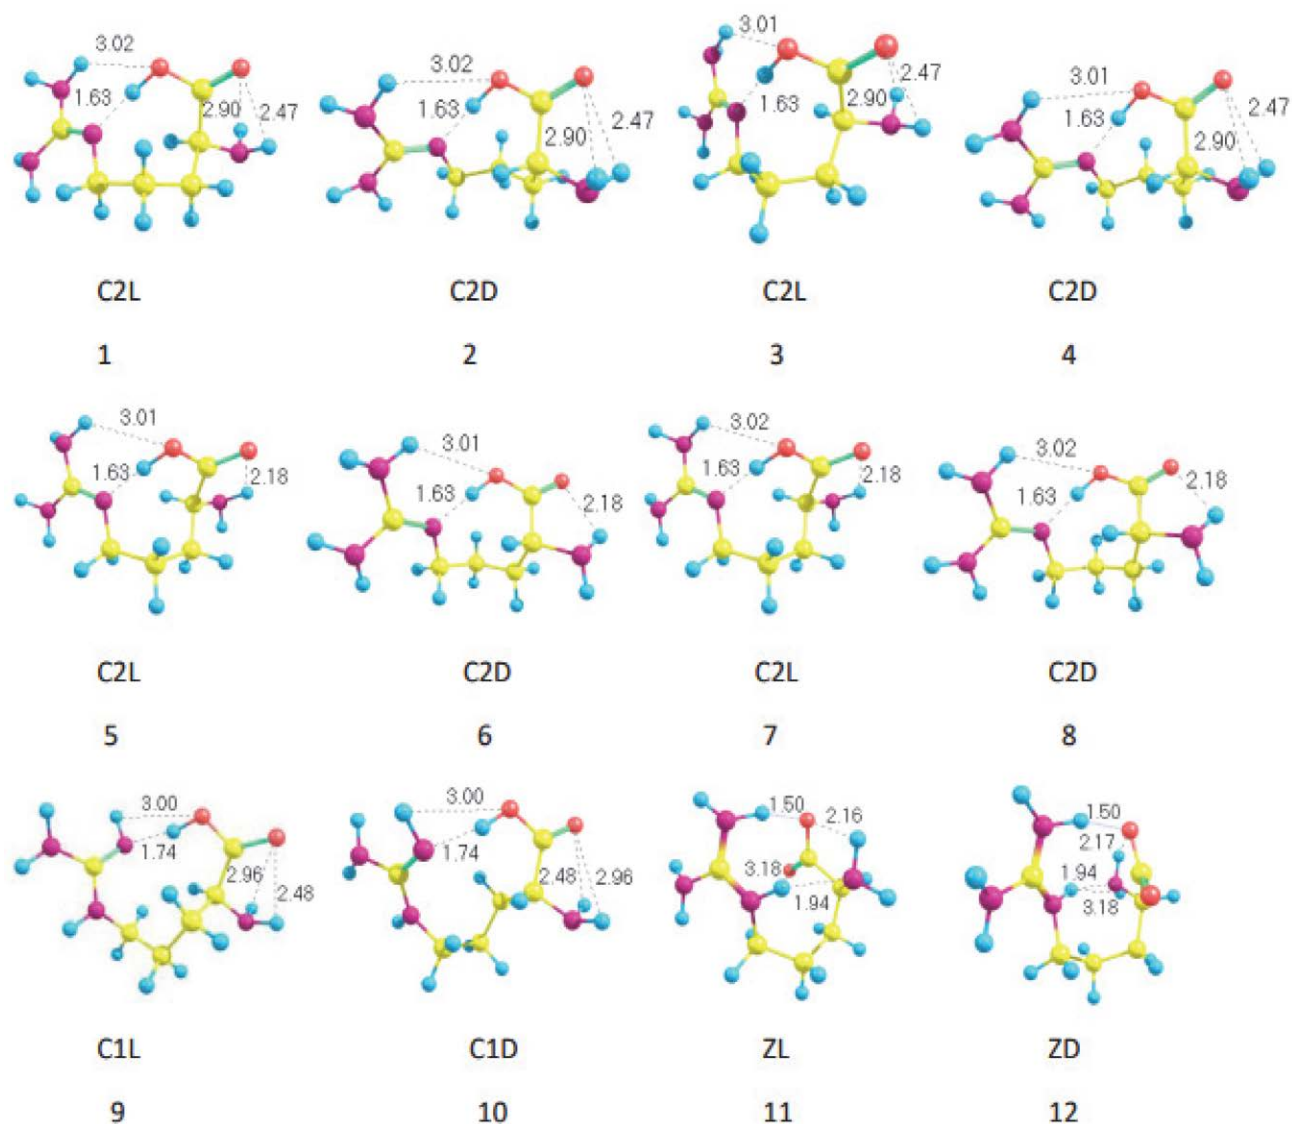 3.02 1.63 2.90 2.47
3.02 1.63 2.90 2.47
3.01 1.63 2.90 2.47
3.01 1.63 2.90 2.47
C2L C2D C2L C2D
1 2 3 4
3.01 1.63 2.18
3.01 1.63 2.18
3.02 1.63 2.18
3.02 1.63 2.18
C2L C2D C2L C2D
5 6 7 8
3.00 1.74 2.96 2.48
3.00 1.74 2.48 2.96
1.50 2.16 3.18 1.94
1.50 2.17 1.94 3.18
C1L C1D ZL ZD
9 10 11 12